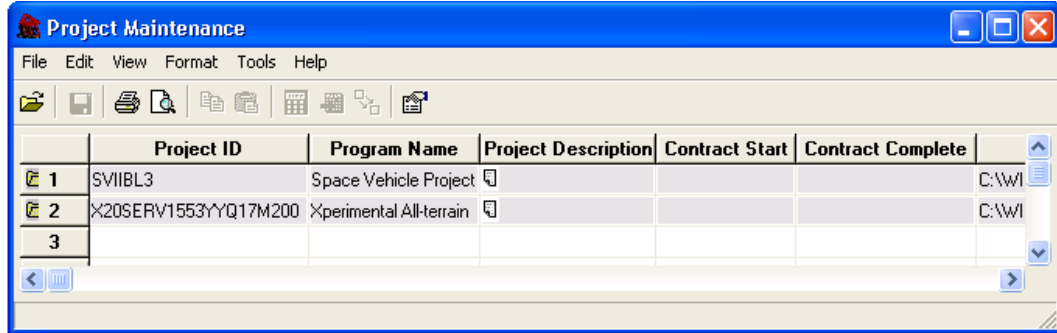 Project Maintenance
File Edit View Format Tools Help
Project ID Program Name Project Description Contract Start Contract Complete
1 SVIIBL3 Space Vehicle Project C:\WI
2 X20SERV1553YYQ17M200 Xperimental All-terrain C:\WI
3